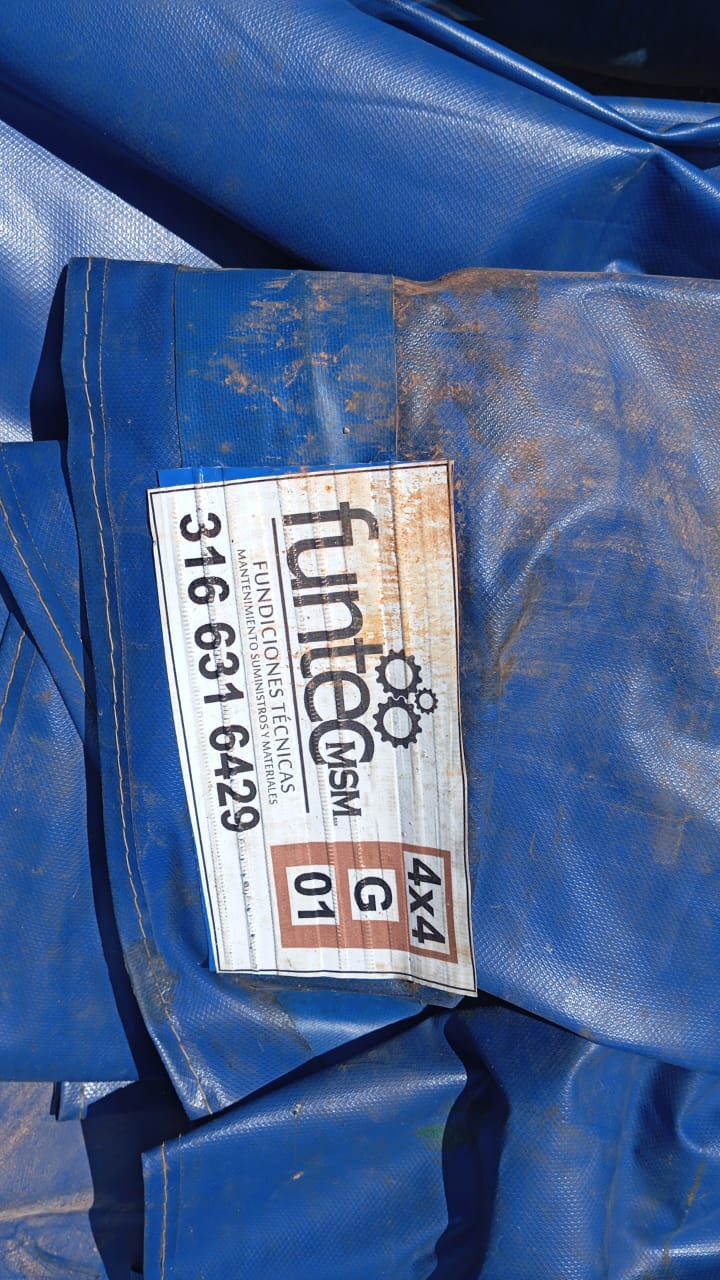 funtec MSM
FUNDICIONES TÉCNICAS
MANTENIMIENTO SUMINISTROS Y MATERIALES
316 631 6429
4x4
G
01